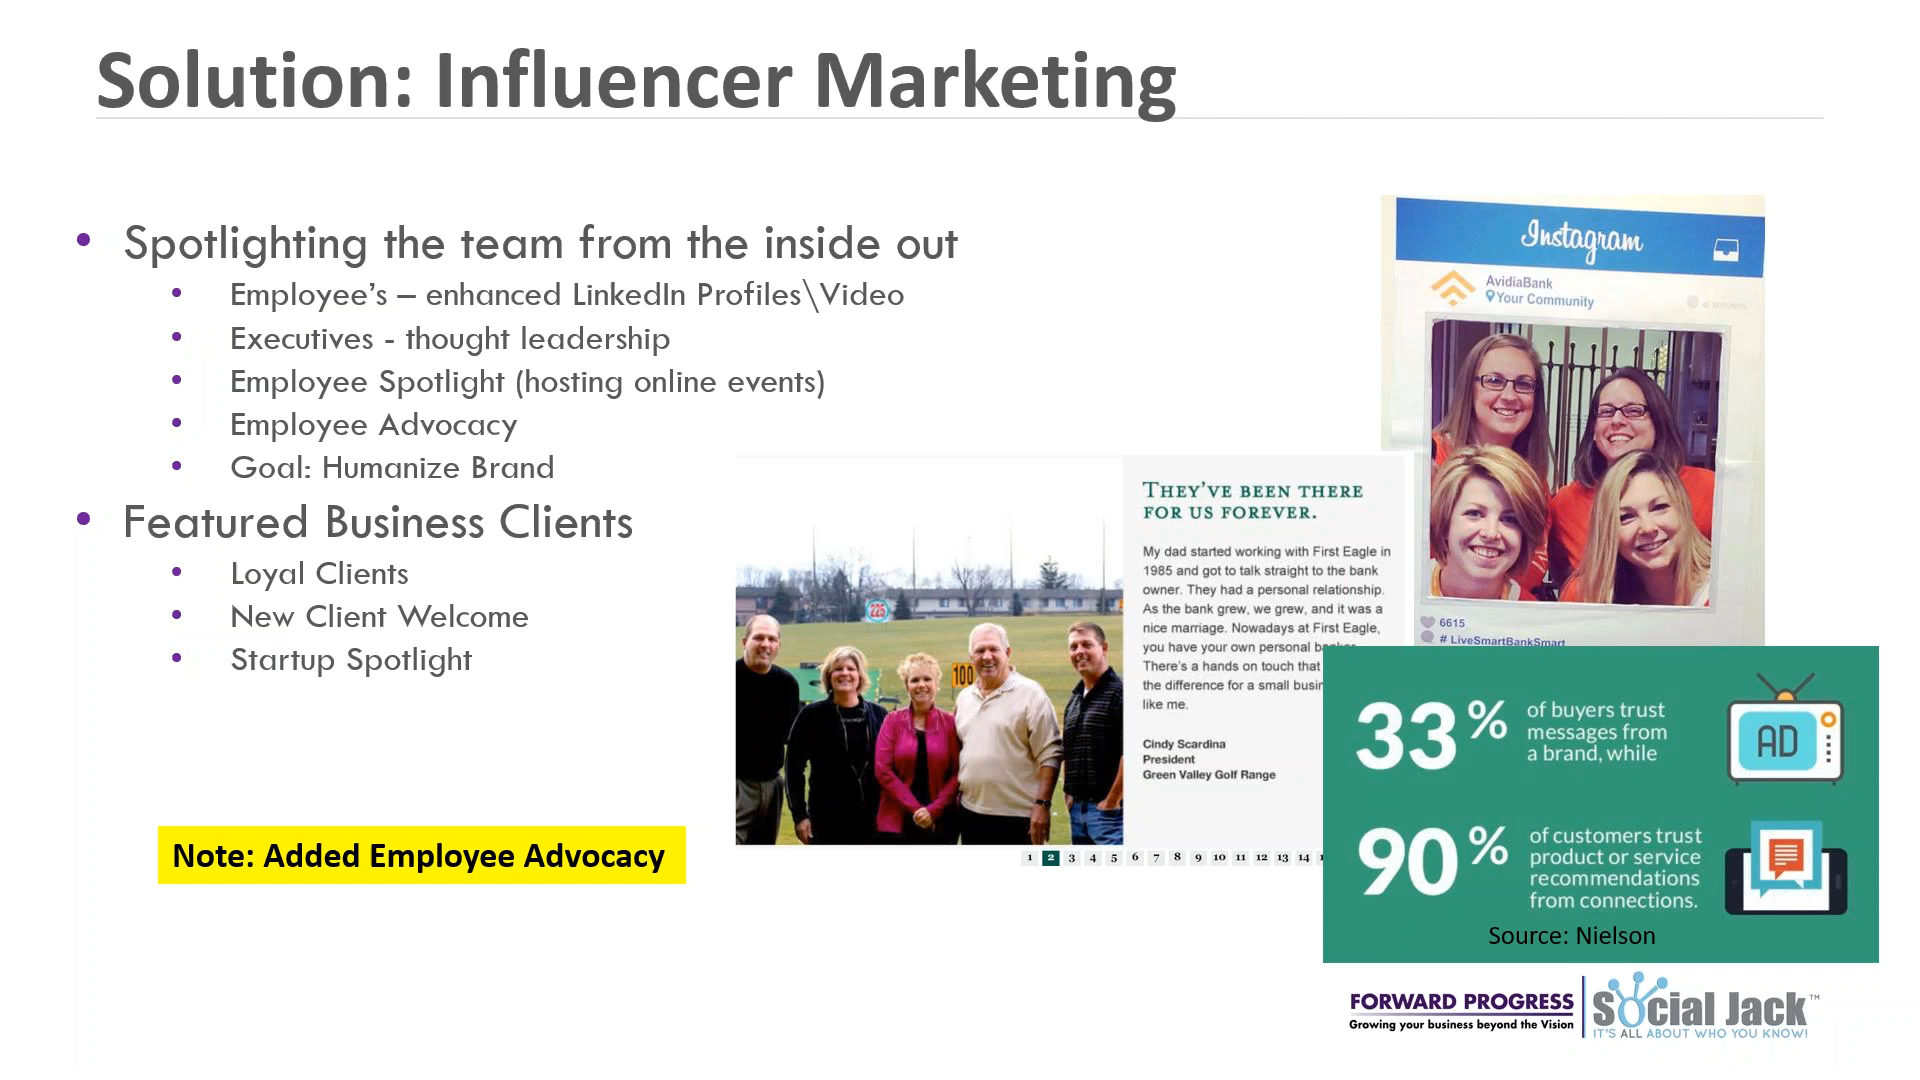 Solution: Influencer Marketing
• Spotlighting the team from the inside out
• Employee's – enhanced LinkedIn Profiles\Video
• Executives - thought leadership
• Employee Spotlight (hosting online events)
• Employee Advocacy
• Goal: Humanize Brand
• Featured Business Clients
• Loyal Clients
• New Client Welcome
• Startup Spotlight
Note: Added Employee Advocacy
Instagram
AvidiaBank
Your Community
6615
# LiveSmartBankSmart
225
100
THEY'VE BEEN THERE
FOR US FOREVER.
My dad started working with First Eagle in
1985 and got to talk straight to the bank
owner. They had a personal relationship.
As the bank grew, we grew, and it was a
nice marriage. Nowadays at First Eagle,
you have your own personal
There's a hands on touch that
the difference for a small
like me.
Cindy Scardina
President
Green Valley Golf Range
1 2 3 4 5 6 7 8 9 10 11 12 13 14
33% of buyers trust
messages from
a brand, while
AD
90% of customers trust
product or service
recommendations
from connections.
Source: Nielson
FORWARD PROGRESS
Growing your business beyond the Vision
Social Jack™
IT'S ALL ABOUT WHO YOU KNOW!